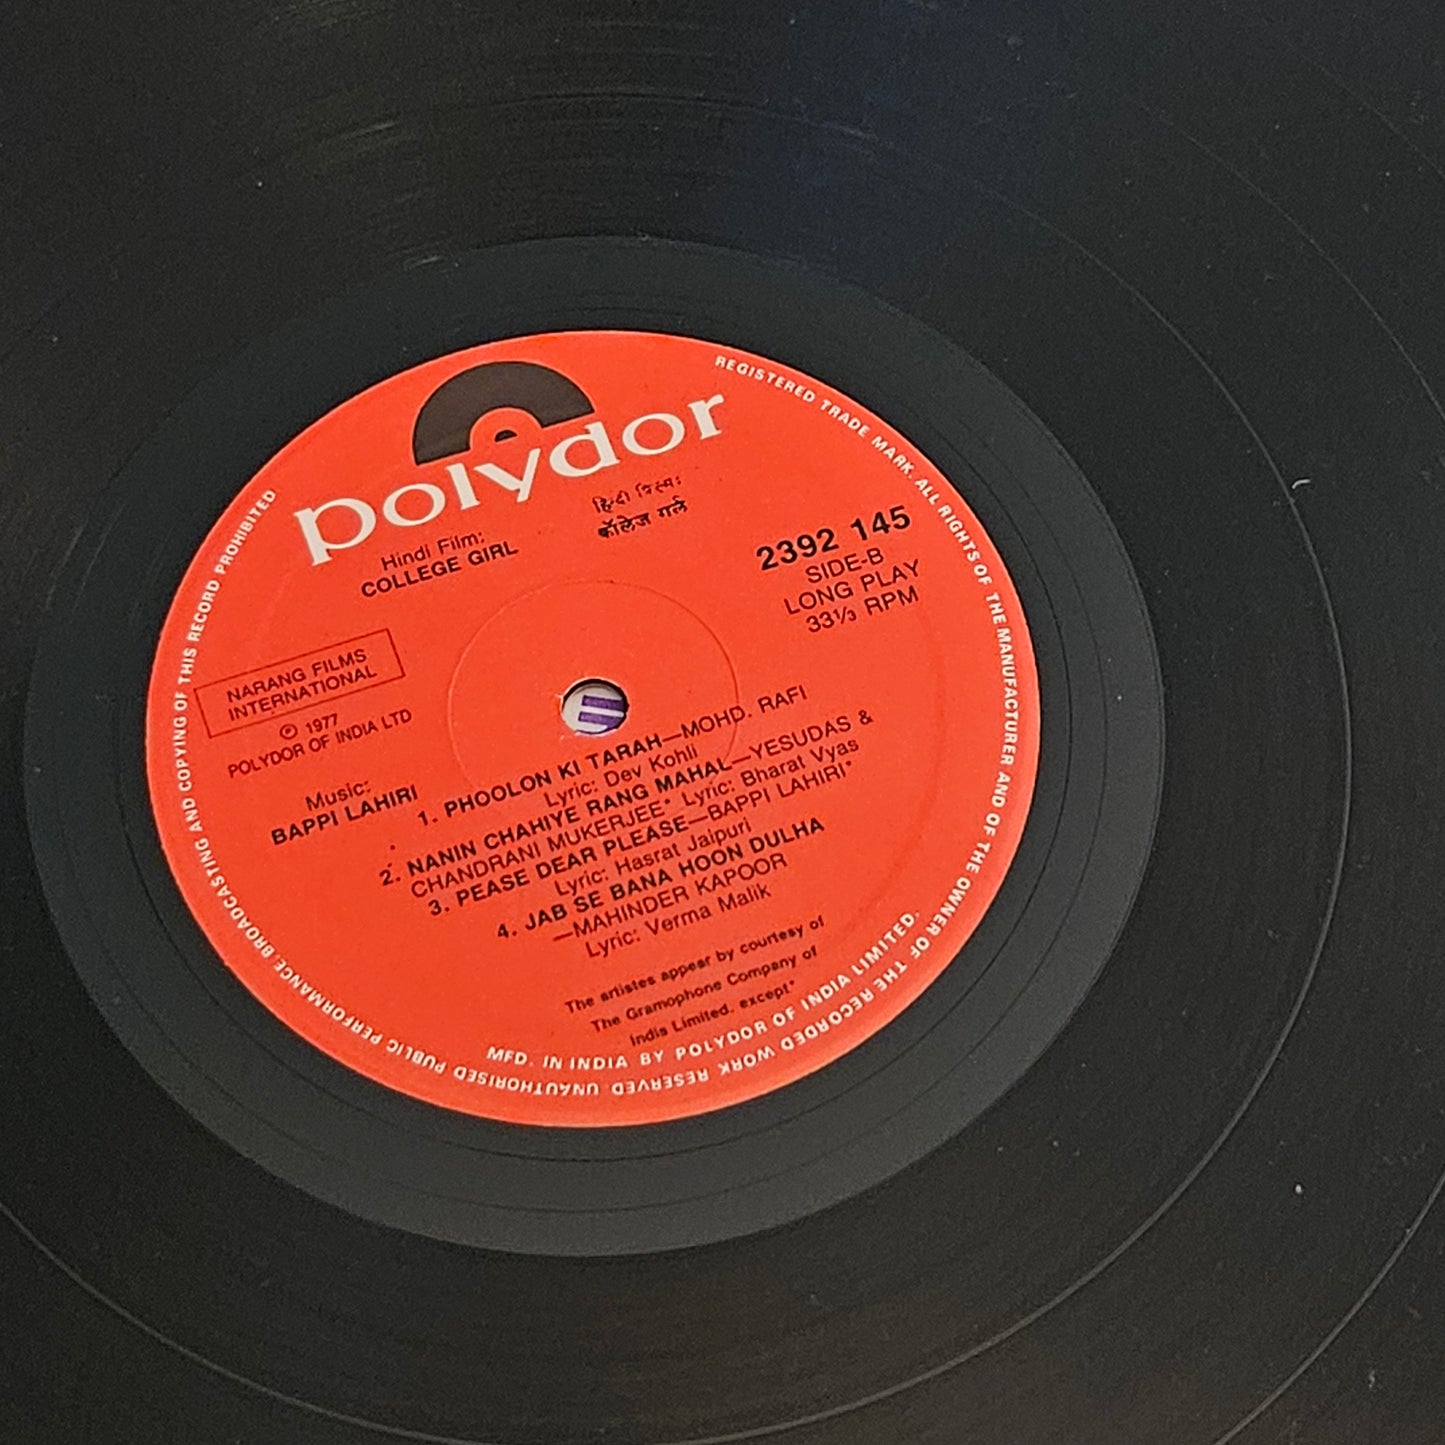 polydor
Hindi Film:
COLLEGE GIRL
हिन्दी फिल्म:
कॉलेज गर्ल
2392 145
SIDE-B
LONG PLAY
33⅓ RPM
NARANG FILMS
INTERNATIONAL
℗ 1977
POLYDOR OF INDIA LTD
Music:
BAPPI LAHIRI
1. PHOOLON KI TARAH—MOHD. RAFI
Lyric: Dev Kohli
2. NANIN CHAHIYE RANG MAHAL—YESUDAS &
CHANDRANI MUKERJEE* Lyric: Bharat Vyas
3. PEASE DEAR PLEASE—BAPPI LAHIRI*
Lyric: Hasrat Jaipuri
4. JAB SE BANA HOON DULHA
—MAHINDER KAPOOR
Lyric: Verma Malik
The artistes appear by courtesy of
The Gramophone Company of
India Limited. except*
MFD. IN INDIA BY POLYDOR OF INDIA LIMITED.
REGISTERED TRADE MARK. ALL RIGHTS OF THE MANUFACTURER AND OF THE OWNER OF THE RECORDED WORK RESERVED. UNAUTHORISED PUBLIC PERFORMANCE. BROADCASTING AND COPYING OF THIS RECORD PROHIBITED